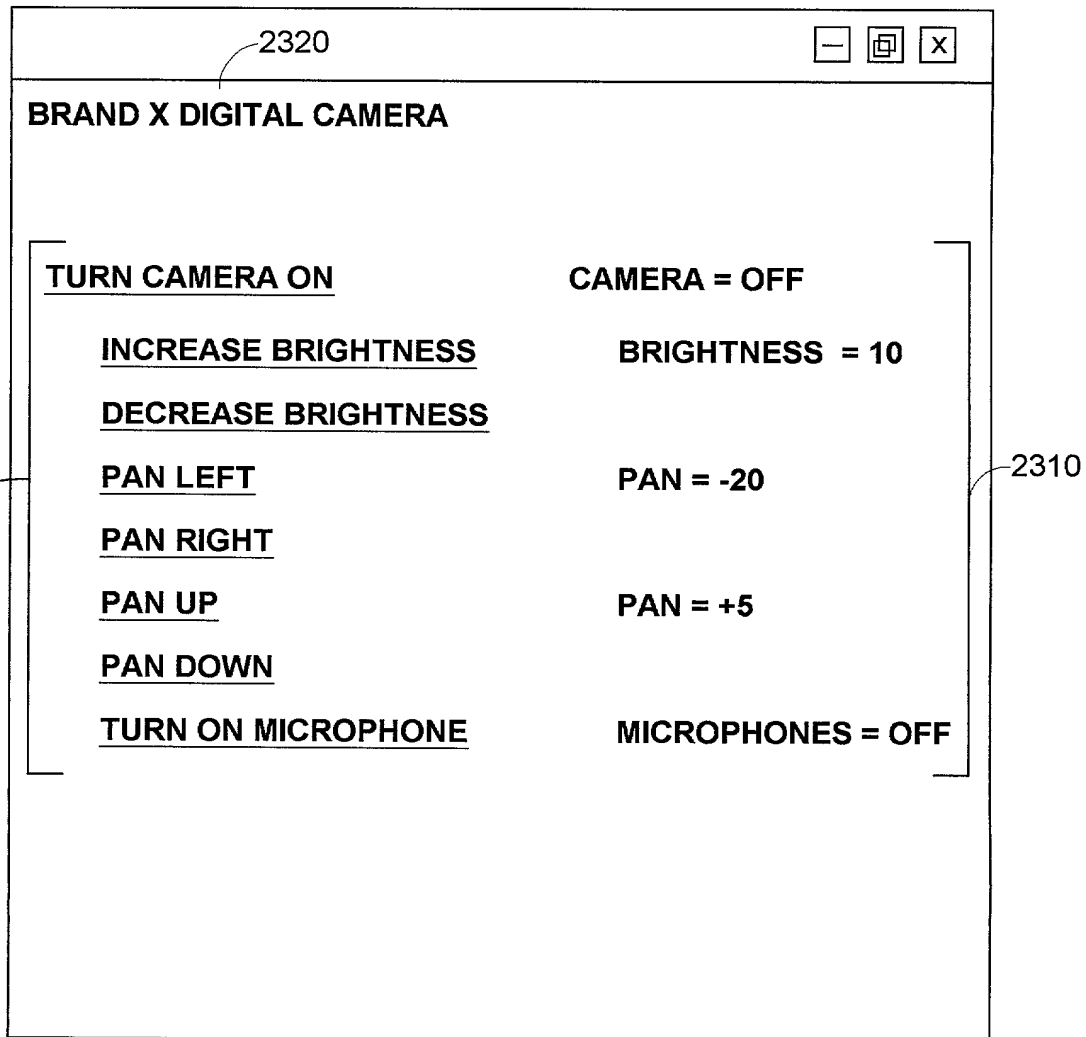 2320
X
BRAND X DIGITAL CAMERA
TURN CAMERA ON CAMERA = OFF
INCREASE BRIGHTNESS BRIGHTNESS = 10
DECREASE BRIGHTNESS
PAN LEFT PAN = -20
2310
PAN RIGHT
PAN UP PAN = +5
PAN DOWN
TURN ON MICROPHONE MICROPHONES = OFF